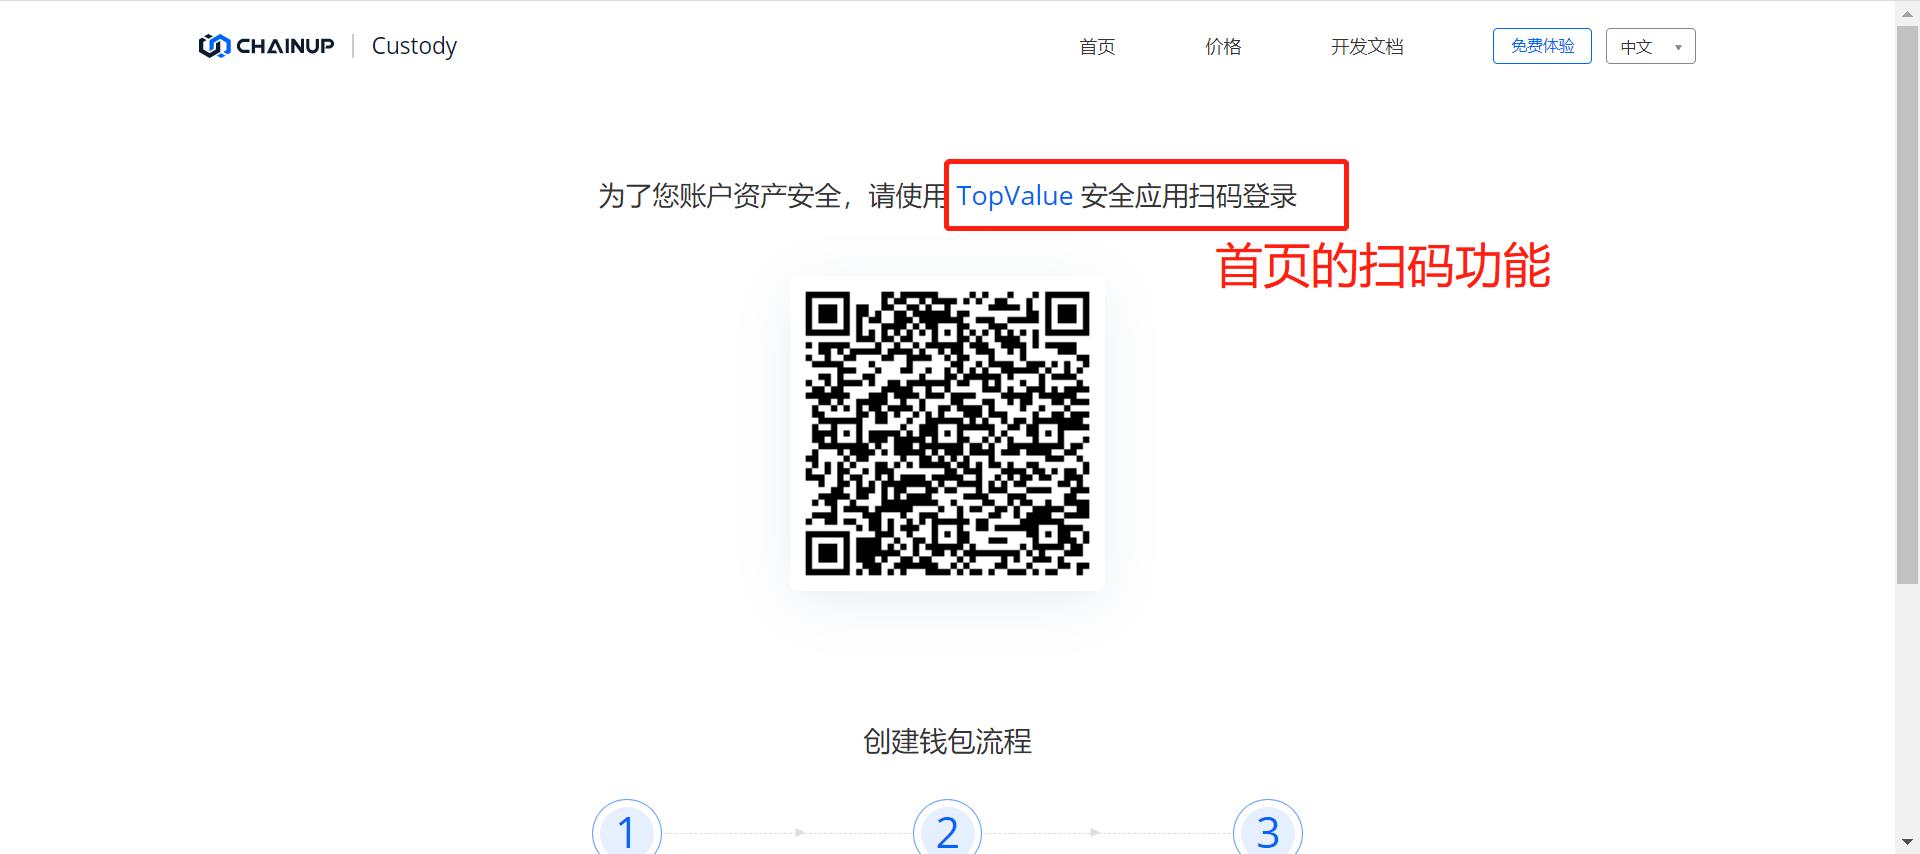 CHAINUP | Custody
首页
价格
开发文档
免费体验
中文
为了您账户资产安全，请使用 TopValue 安全应用扫码登录
首页的扫码功能
创建钱包流程
1
2
3